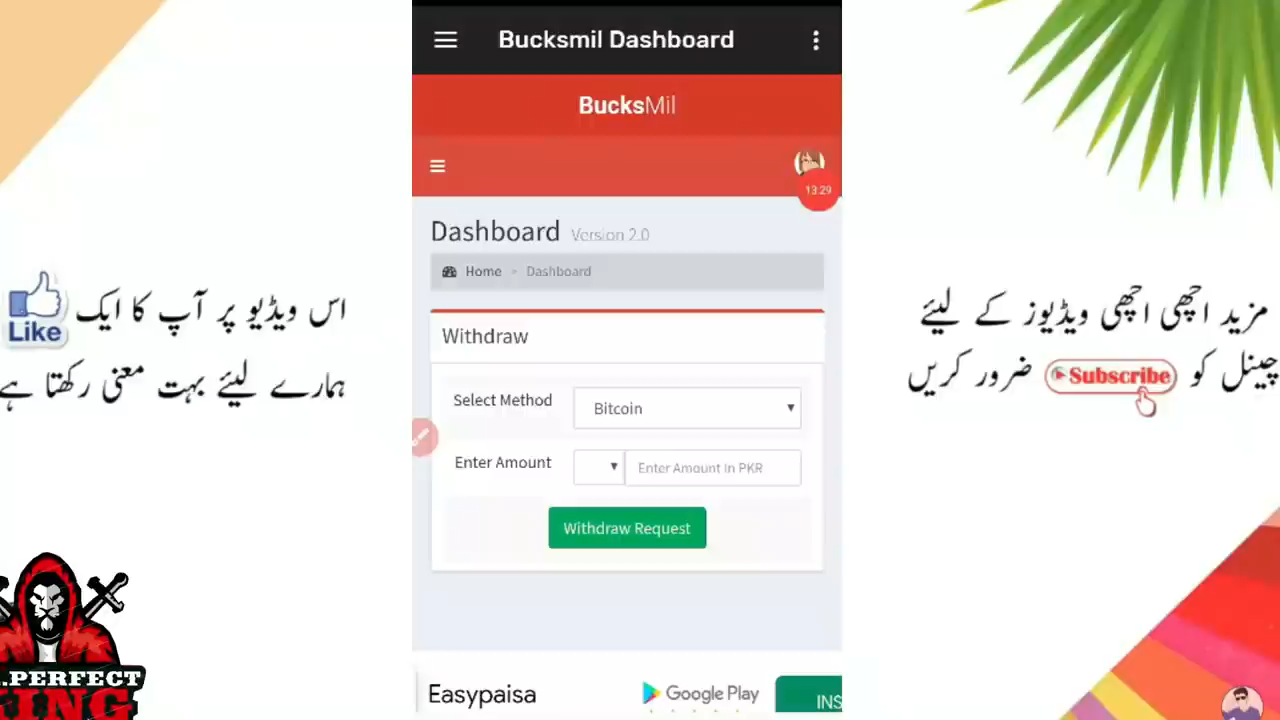 Bucksmil Dashboard
BucksMil
13:29
Dashboard Version 2.0
Home > Dashboard
Withdraw
Select Method
Bitcoin
Enter Amount
Enter Amount In PKR
Withdraw Request
Easypaisa
Google Play
INS
اس ویڈیو پر آپ کا ایک Like
ہمارے لیئے بہت معنی رکھتا ہے
مزید اچھی اچھی ویڈیوز کے لیئے
چینل کو Subscribe ضرور کریں
.PERFECT
KING